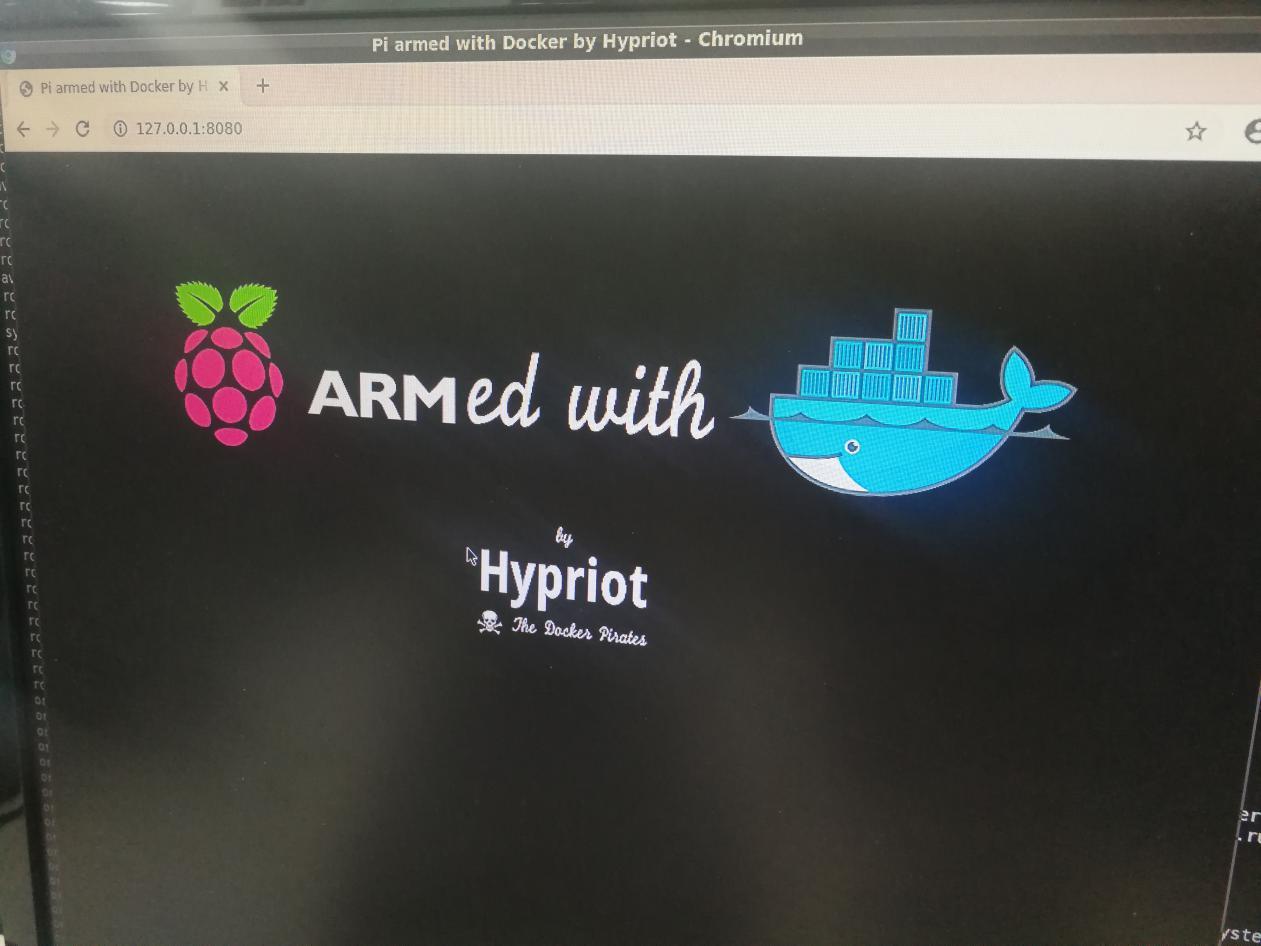 Pi armed with Docker by Hypriot - Chromium
Pi armed with Docker by H
127.0.0.1:8080
ARMed with
by
Hypriot
The Docker Pirates